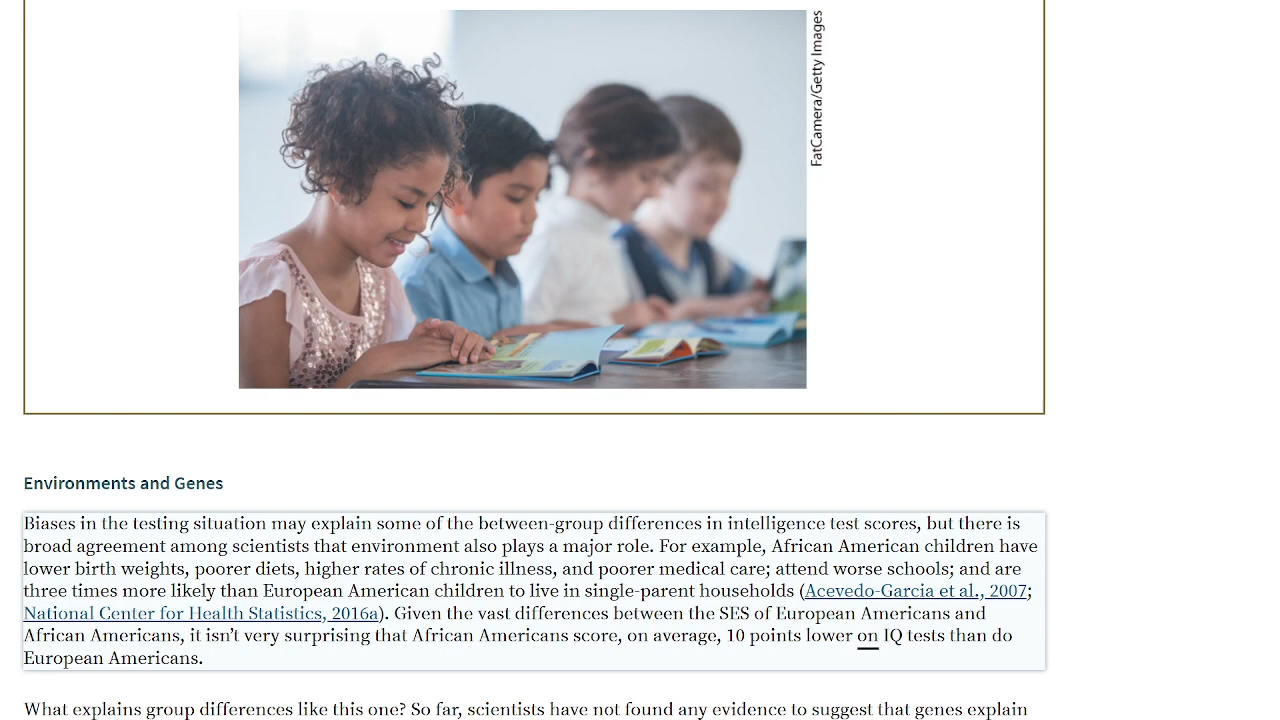 FatCamera/Getty Images
Environments and Genes
Biases in the testing situation may explain some of the between-group differences in intelligence test scores, but there is
broad agreement among scientists that environment also plays a major role. For example, African American children have
lower birth weights, poorer diets, higher rates of chronic illness, and poorer medical care; attend worse schools; and are
three times more likely than European American children to live in single-parent households (Acevedo-Garcia et al., 2007;
National Center for Health Statistics, 2016a). Given the vast differences between the SES of European Americans and
African Americans, it isn't very surprising that African Americans score, on average, 10 points lower on IQ tests than do
European Americans.
What explains group differences like this one? So far, scientists have not found any evidence to suggest that genes explain